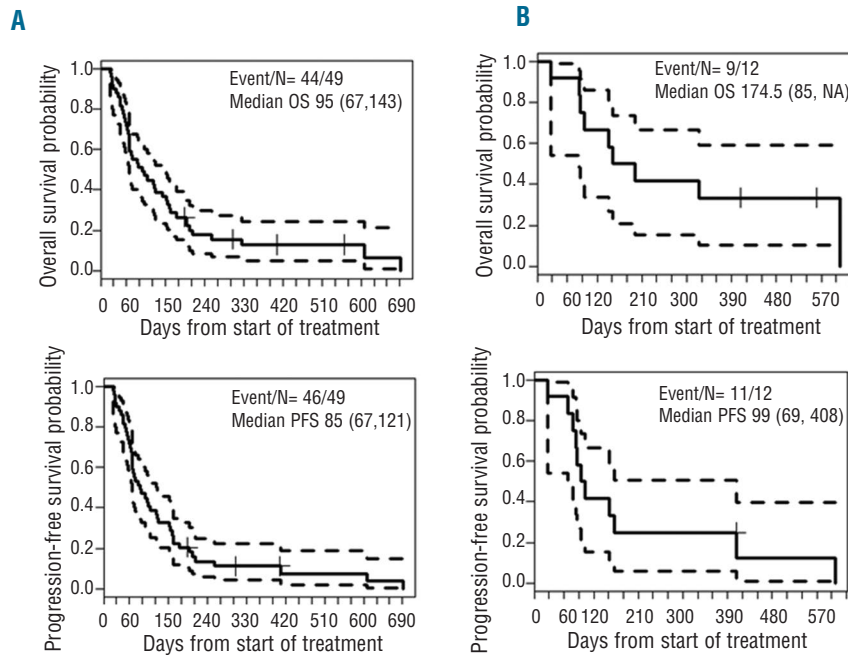 A
Overall survival probability
1.0
0.8
0.6
0.4
0.2
0.0
Event/N= 44/49
Median OS 95 (67,143)
0 60 150 240 330 420 510 600 690
Days from start of treatment
Progression-free survival probability
1.0
0.8
0.6
0.4
0.2
0.0
Event/N= 46/49
Median PFS 85 (67,121)
0 60 150 240 330 420 510 600 690
Days from start of treatment
B
Overall survival probability
1.0
0.8
0.6
0.4
0.2
0.0
Event/N= 9/12
Median OS 174.5 (85, NA)
0 60 120 210 300 390 480 570
Days from start of treatment
Progression-free survival probability
1.0
0.8
0.6
0.4
0.2
0.0
Event/N= 11/12
Median PFS 99 (69, 408)
0 60 120 210 300 390 480 570
Days from start of treatment